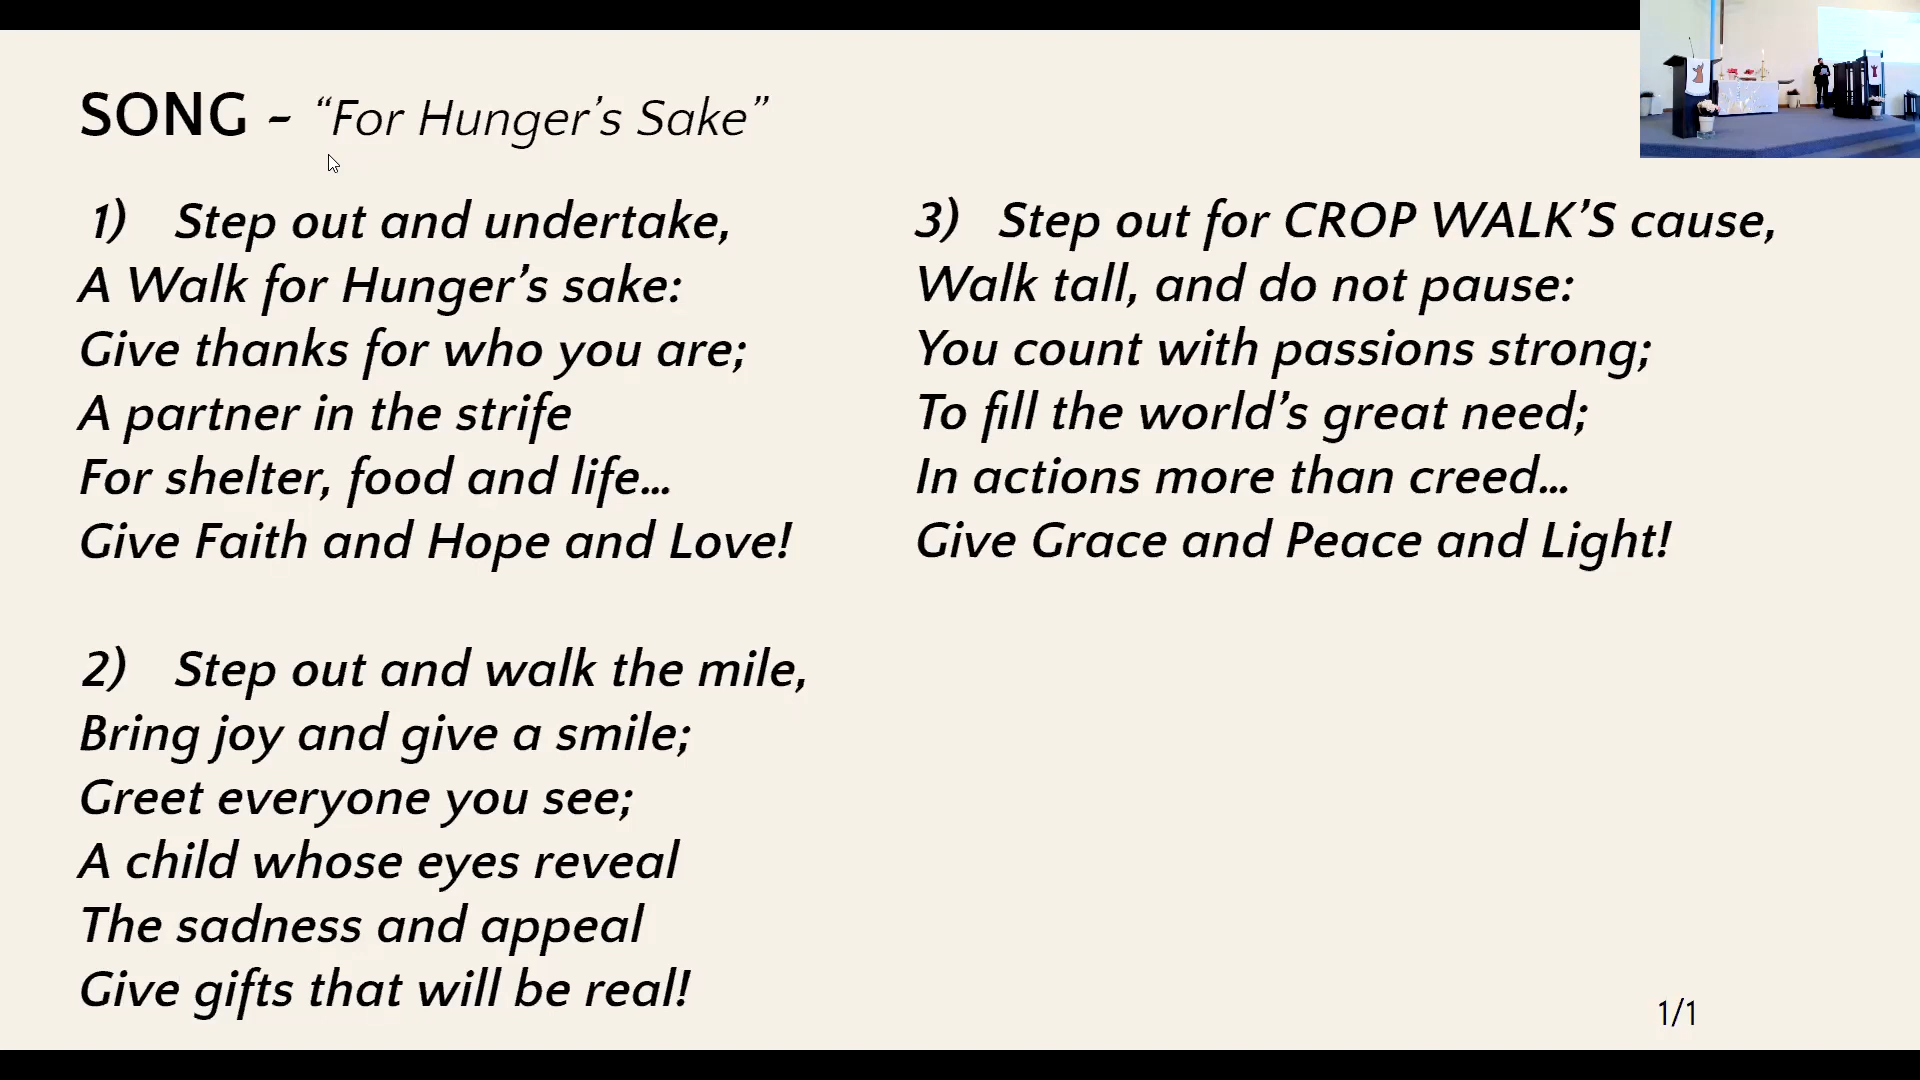 SONG ~ “For Hunger’s Sake”
1) Step out and undertake,
A Walk for Hunger’s sake:
Give thanks for who you are;
A partner in the strife
For shelter, food and life...
Give Faith and Hope and Love!
2) Step out and walk the mile,
Bring joy and give a smile;
Greet everyone you see;
A child whose eyes reveal
The sadness and appeal
Give gifts that will be real!
3) Step out for CROP WALK’S cause,
Walk tall, and do not pause:
You count with passions strong;
To fill the world’s great need;
In actions more than creed...
Give Grace and Peace and Light!
1/1